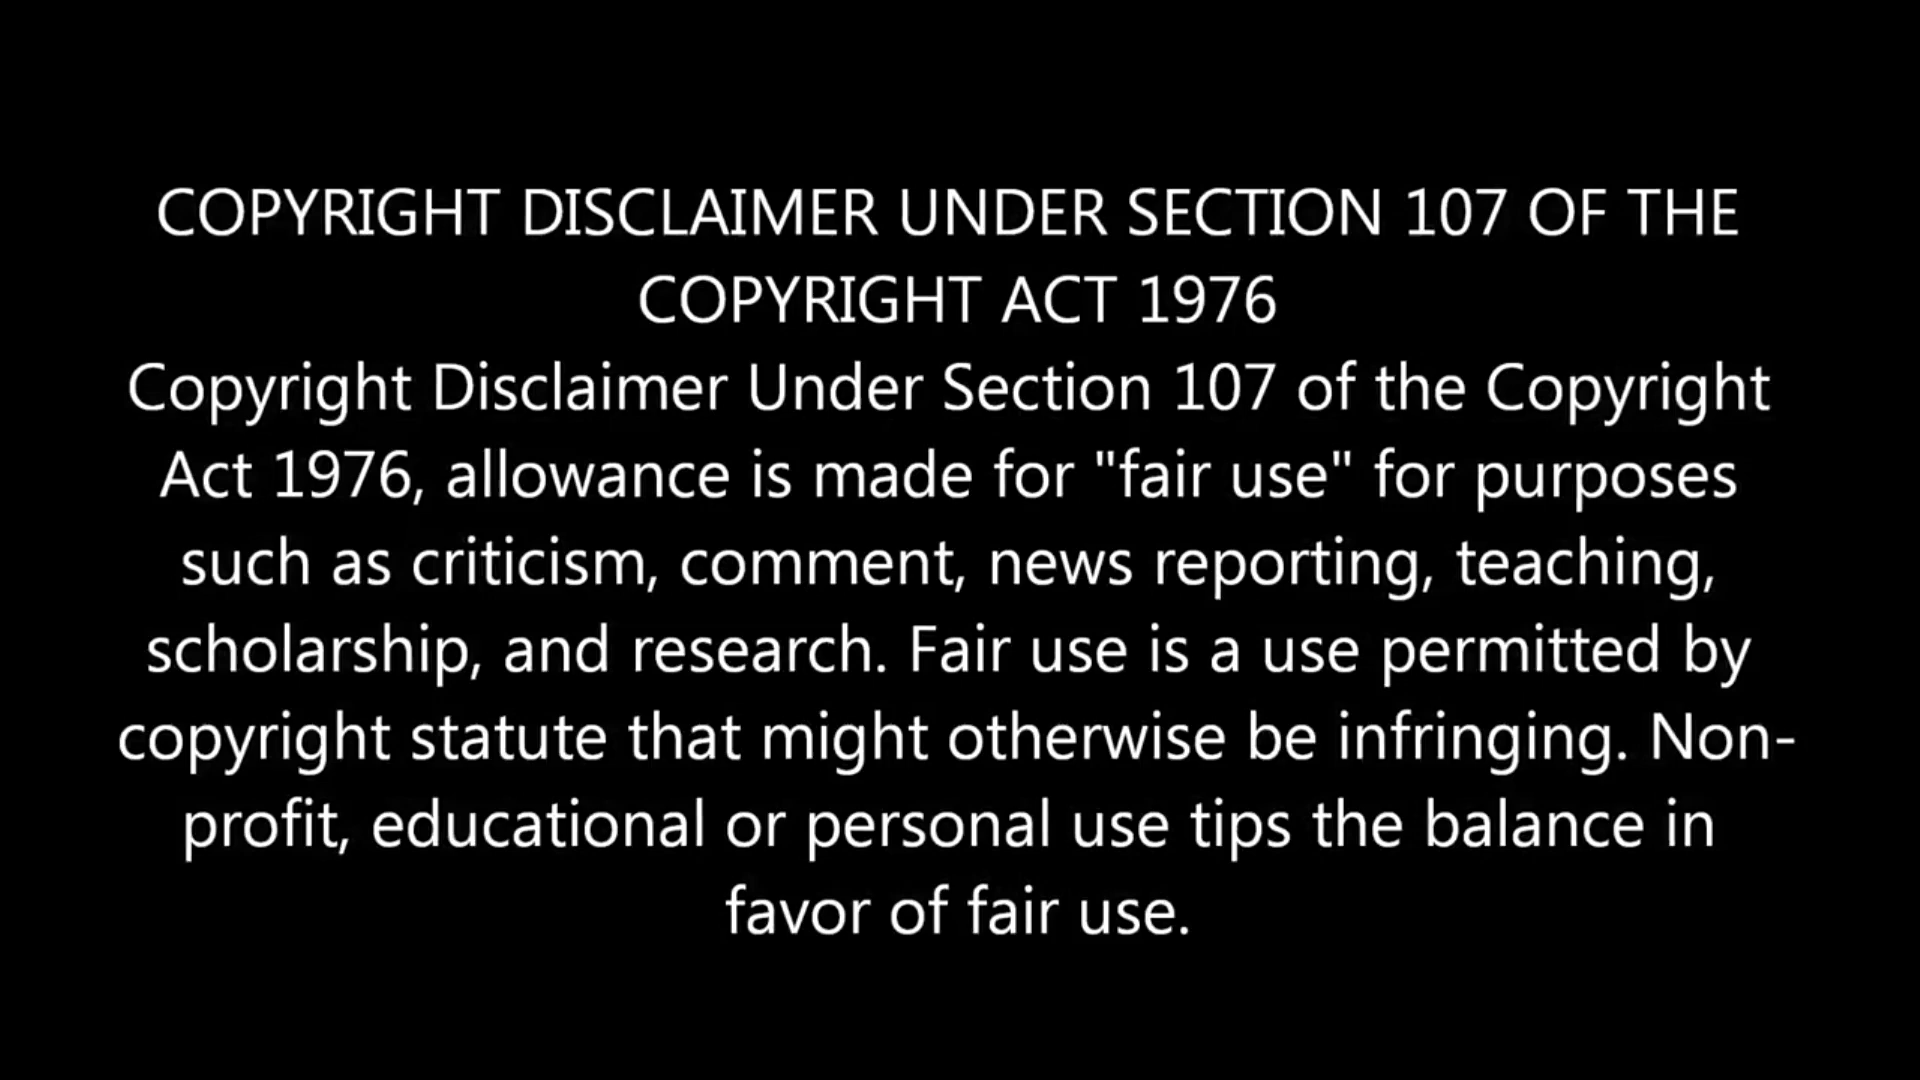 COPYRIGHT DISCLAIMER UNDER SECTION 107 OF THE
COPYRIGHT ACT 1976
Copyright Disclaimer Under Section 107 of the Copyright
Act 1976, allowance is made for "fair use" for purposes
such as criticism, comment, news reporting, teaching,
scholarship, and research. Fair use is a use permitted by
copyright statute that might otherwise be infringing. Non-
profit, educational or personal use tips the balance in
favor of fair use.